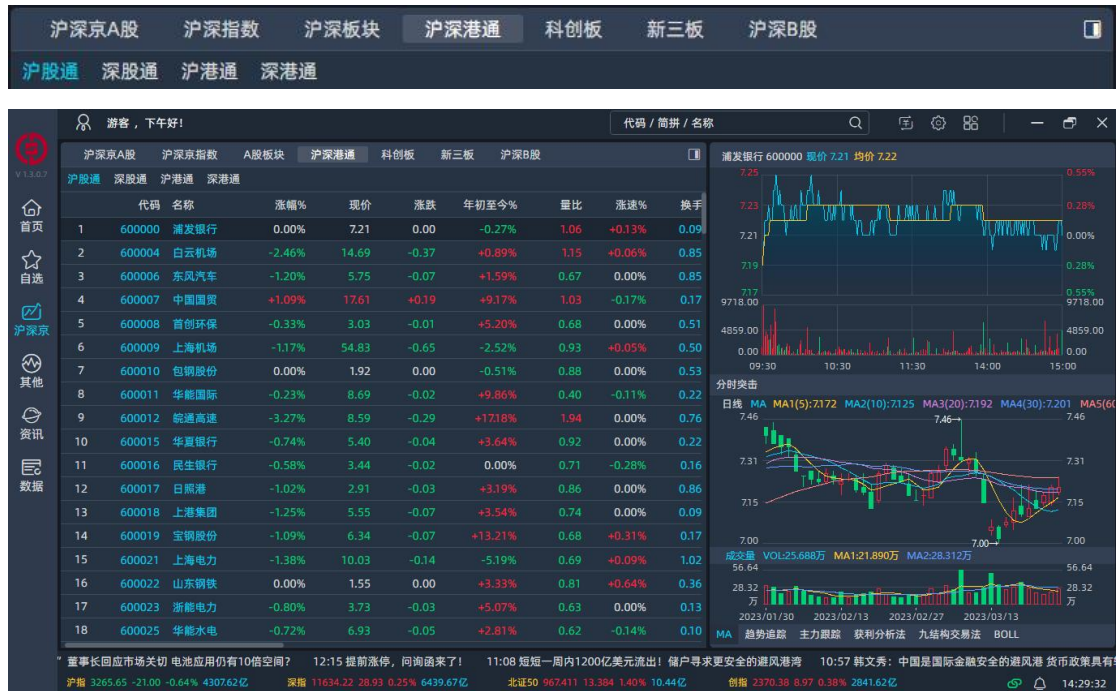 沪深京A股 沪深指数 沪深板块 沪深港通 科创板 新三板 沪深B股
沪股通 深股通 沪港通 深港通
游客，下午好！ 代码 / 简拼 / 名称
V 1.3.0.7
首页
自选
沪深京
其他
资讯
数据
沪深京A股 沪深京指数 A股板块 沪深港通 科创板 新三板 沪深B股
沪股通 深股通 沪港通 深港通
代码 名称 涨幅% 现价 涨跌 年初至今% 量比 涨速% 换手
1 600000 浦发银行 0.00% 7.21 0.00 -0.27% 1.06 +0.13% 0.09
2 600004 白云机场 -2.46% 14.69 -0.37 +0.89% 1.15 +0.06% 0.85
3 600006 东风汽车 -1.20% 5.75 -0.07 +1.59% 0.67 0.00% 0.85
4 600007 中国国贸 +1.09% 17.61 +0.19 +9.17% 1.03 -0.17% 0.17
5 600008 首创环保 -0.33% 3.03 -0.01 +5.20% 0.68 0.00% 0.51
6 600009 上海机场 -1.17% 54.83 -0.65 -2.52% 0.93 +0.05% 0.50
7 600010 包钢股份 0.00% 1.92 0.00 -0.51% 0.88 0.00% 0.53
8 600011 华能国际 -0.23% 8.69 -0.02 +9.86% 0.40 -0.11% 0.22
9 600012 皖通高速 -3.27% 8.59 -0.29 +17.18% 1.94 0.00% 0.76
10 600015 华夏银行 -0.74% 5.40 -0.04 +3.64% 0.92 0.00% 0.22
11 600016 民生银行 -0.58% 3.44 -0.02 0.00% 0.71 -0.28% 0.16
12 600017 日照港 -1.02% 2.91 -0.03 +3.19% 0.86 0.00% 0.86
13 600018 上港集团 -1.25% 5.55 -0.07 +3.54% 0.74 0.00% 0.09
14 600019 宝钢股份 -1.09% 6.34 -0.07 +13.21% 0.68 +0.31% 0.17
15 600021 上海电力 -1.38% 10.03 -0.14 -5.19% 0.69 +0.09% 1.02
16 600022 山东钢铁 0.00% 1.55 0.00 +3.33% 0.81 +0.64% 0.36
17 600023 浙能电力 -0.80% 3.73 -0.03 +5.07% 0.63 0.00% 0.13
18 600025 华能水电 -0.72% 6.93 -0.05 +2.81% 0.62 -0.14% 0.10
浦发银行 600000 现价 7.21 均价 7.22
7.25 0.55%
7.23 0.28%
7.21 0.00%
7.19 0.28%
7.17 0.55%
9718.00 9718.00
4859.00 4859.00
0.00 0.00
09:30 10:30 11:30 14:00 15:00
分时突击
日线 MA MA1(5):7.172 MA2(10):7.125 MA3(20):7.192 MA4(30):7.201 MA5(60
7.46 7.46→ 7.46
7.31 7.31
7.15 7.15
7.00 7.00→ 7.00
成交量 VOL:25.688万 MA1:21.890万 MA2:28.312万
56.64 56.64
28.32 28.32
万 万
2023/01/30 2023/02/13 2023/02/27 2023/03/13
MA 趋势追踪 主力跟踪 获利分析法 九结构交易法 BOLL
" 董事长回应市场关切 电池应用仍有10倍空间？ 12:15 提前涨停，问询函来了！ 11:08 短短一周内1200亿美元流出！储户寻求更安全的避风港湾 10:57 韩文秀：中国是国际金融安全的避风港 货币政策具有
沪指 3265.65 -21.00 -0.64% 4307.62亿 深指 11634.22 28.93 0.25% 6439.67亿 北证50 967.411 13.384 1.40% 10.44亿 创指 2370.38 8.97 0.38% 2841.62亿 14:29:32